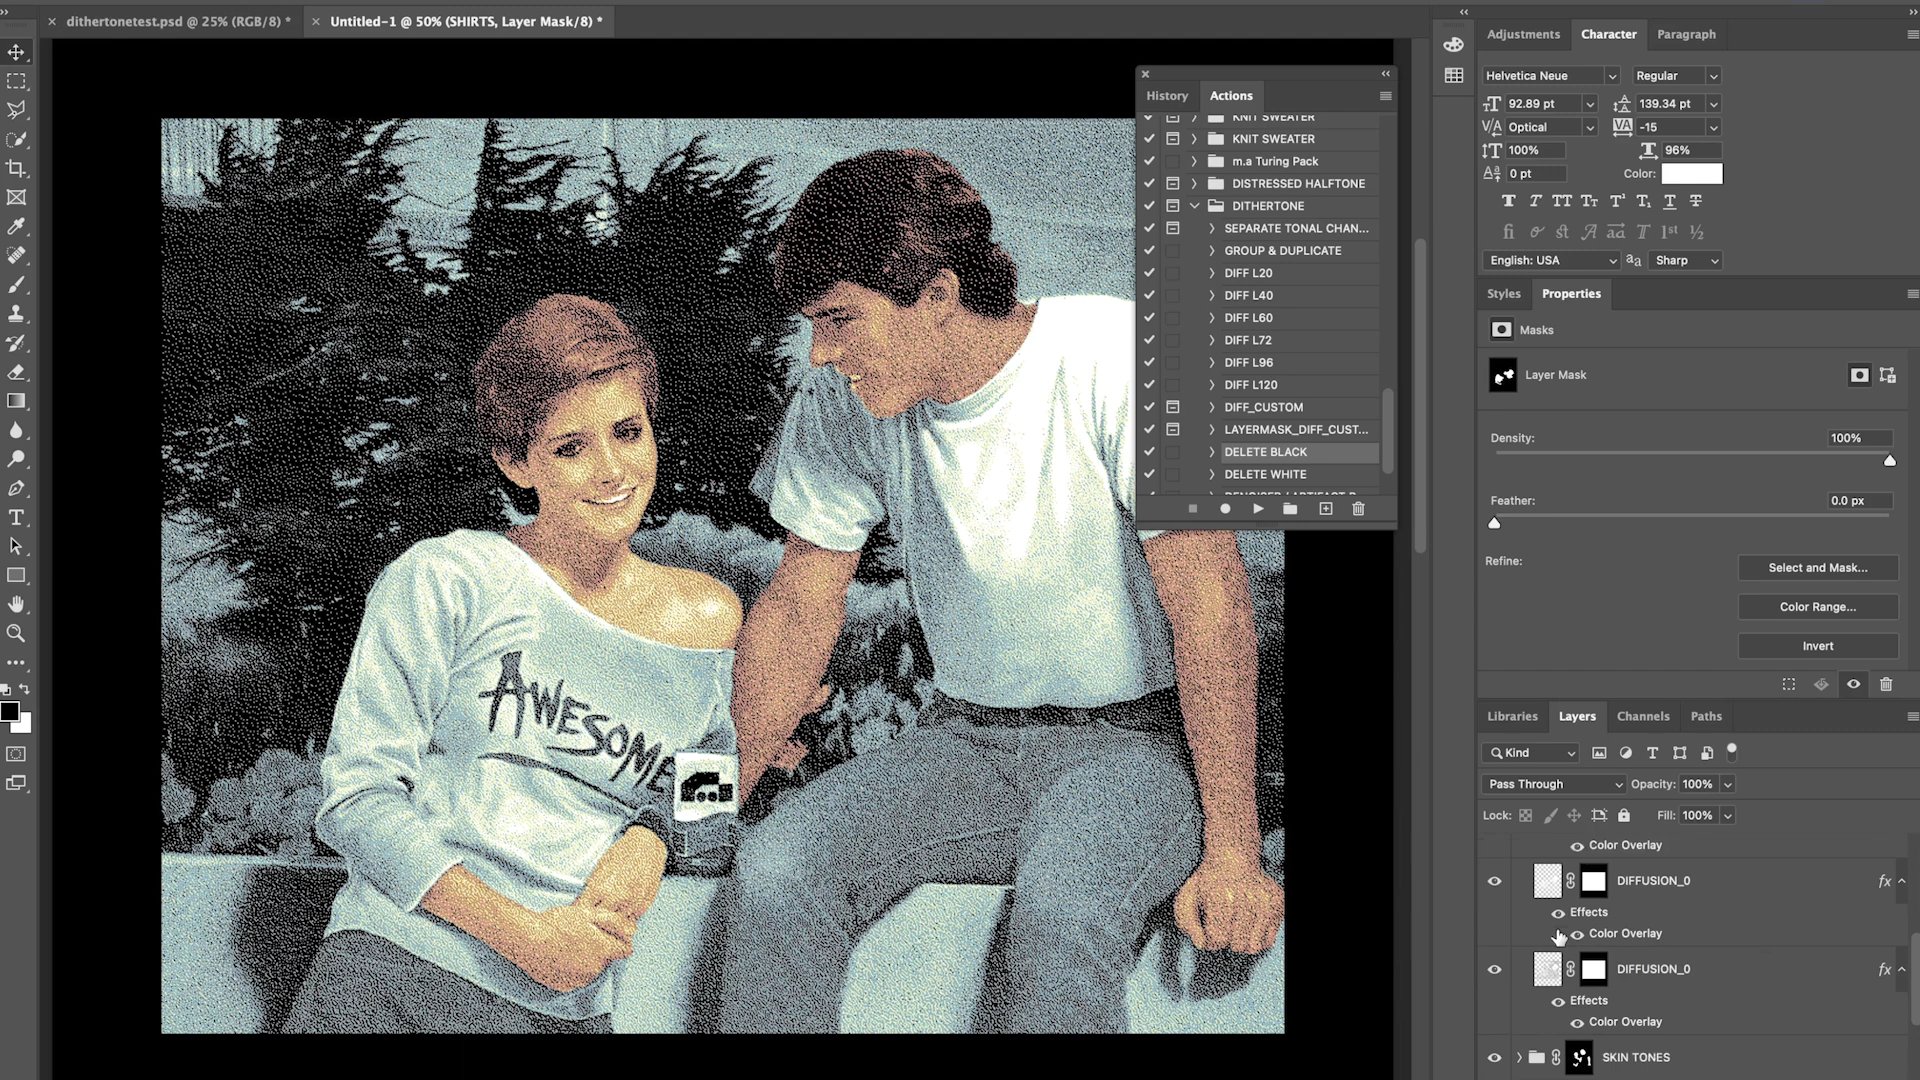 dithertonetest.psd @ 25% (RGB/8) *
Untitled-1 @ 50% (SHIRTS, Layer Mask/8) *
History
Actions
KNIT SWEATER
KNIT SWEATER
m.a Turing Pack
DISTRESSED HALFTONE
DITHERTONE
SEPARATE TONAL CHAN...
GROUP & DUPLICATE
DIFF L20
DIFF L40
DIFF L60
DIFF L72
DIFF L96
DIFF L120
DIFF_CUSTOM
LAYERMASK_DIFF_CUST...
DELETE BLACK
DELETE WHITE
AWESOME
Adjustments
Character
Paragraph
Helvetica Neue
Regular
92.89 pt
139.34 pt
Optical
-15
100%
96%
0 pt
Color:
English: USA
Sharp
Styles
Properties
Masks
Layer Mask
Density:
100%
Feather:
0.0 px
Refine:
Select and Mask...
Color Range...
Invert
Libraries
Layers
Channels
Paths
Kind
Pass Through
Opacity: 100%
Lock:
Fill: 100%
Color Overlay
DIFFUSION_0
fx
Effects
Color Overlay
DIFFUSION_0
fx
Effects
Color Overlay
SKIN TONES